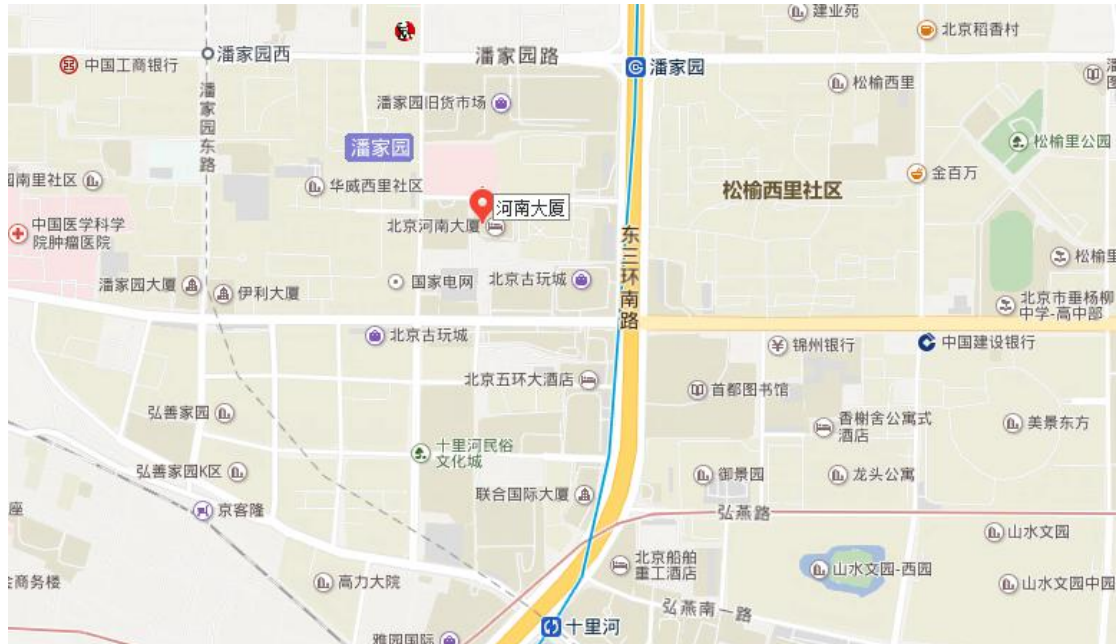 建业苑
北京稻香村
潘家园西
潘家园路
中国工商银行
潘家园
松榆西里
潘家园东路
潘家园旧货市场
潘家园
松榆里公园
园南里社区
华威西里社区
金百万
松榆西里社区
河南大厦
北京河南大厦
中国医学科学
院肿瘤医院
东三环南路
松榆里
潘家园大厦
伊利大厦
国家电网
北京古玩城
北京市垂杨柳
中学-高中部
北京古玩城
锦州银行
中国建设银行
北京五环大酒店
首都图书馆
弘善家园
香榭舍公寓式
酒店
美景东方
十里河民俗
文化城
弘善家园K区
御景园
龙头公寓
联合国际大厦
座
京客隆
弘燕路
山水文园
北京船舶
重工酒店
山水文园-西园
商务楼
高力大院
山水文园中园
弘燕南一路
十里河
雅园国际